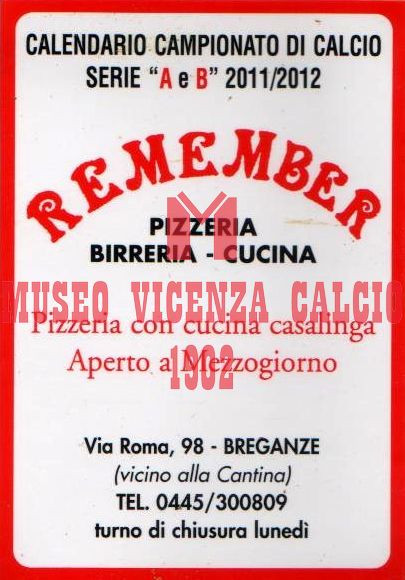 CALENDARIO CAMPIONATO DI CALCIO
SERIE "A e B" 2011/2012
REMEMBER
M
PIZZERIA
BIRRERIA - CUCINA
MUSEO VICENZA CALCIO
Pizzeria con cucina casalinga
Aperto a Mezzogiorno
1902
Via Roma, 98 - BREGANZE
(vicino alla Cantina)
TEL. 0445/300809
turno di chiusura lunedì